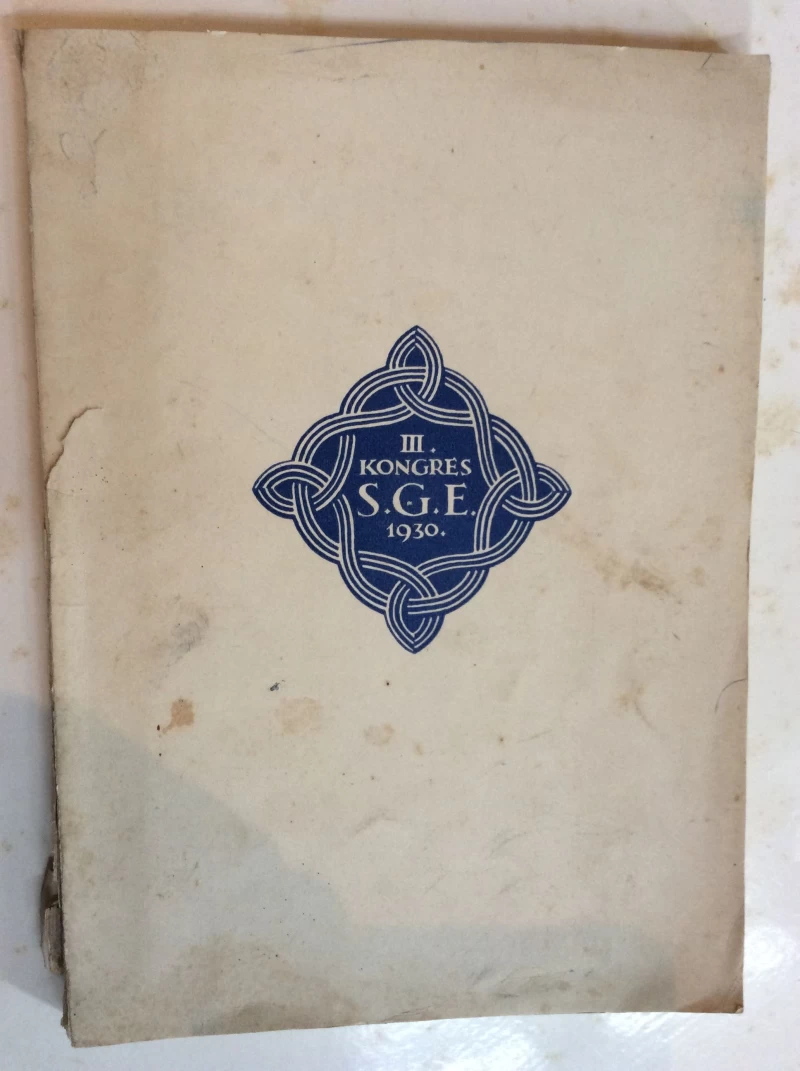 III.
KONGRES
S.G.E.
1930.